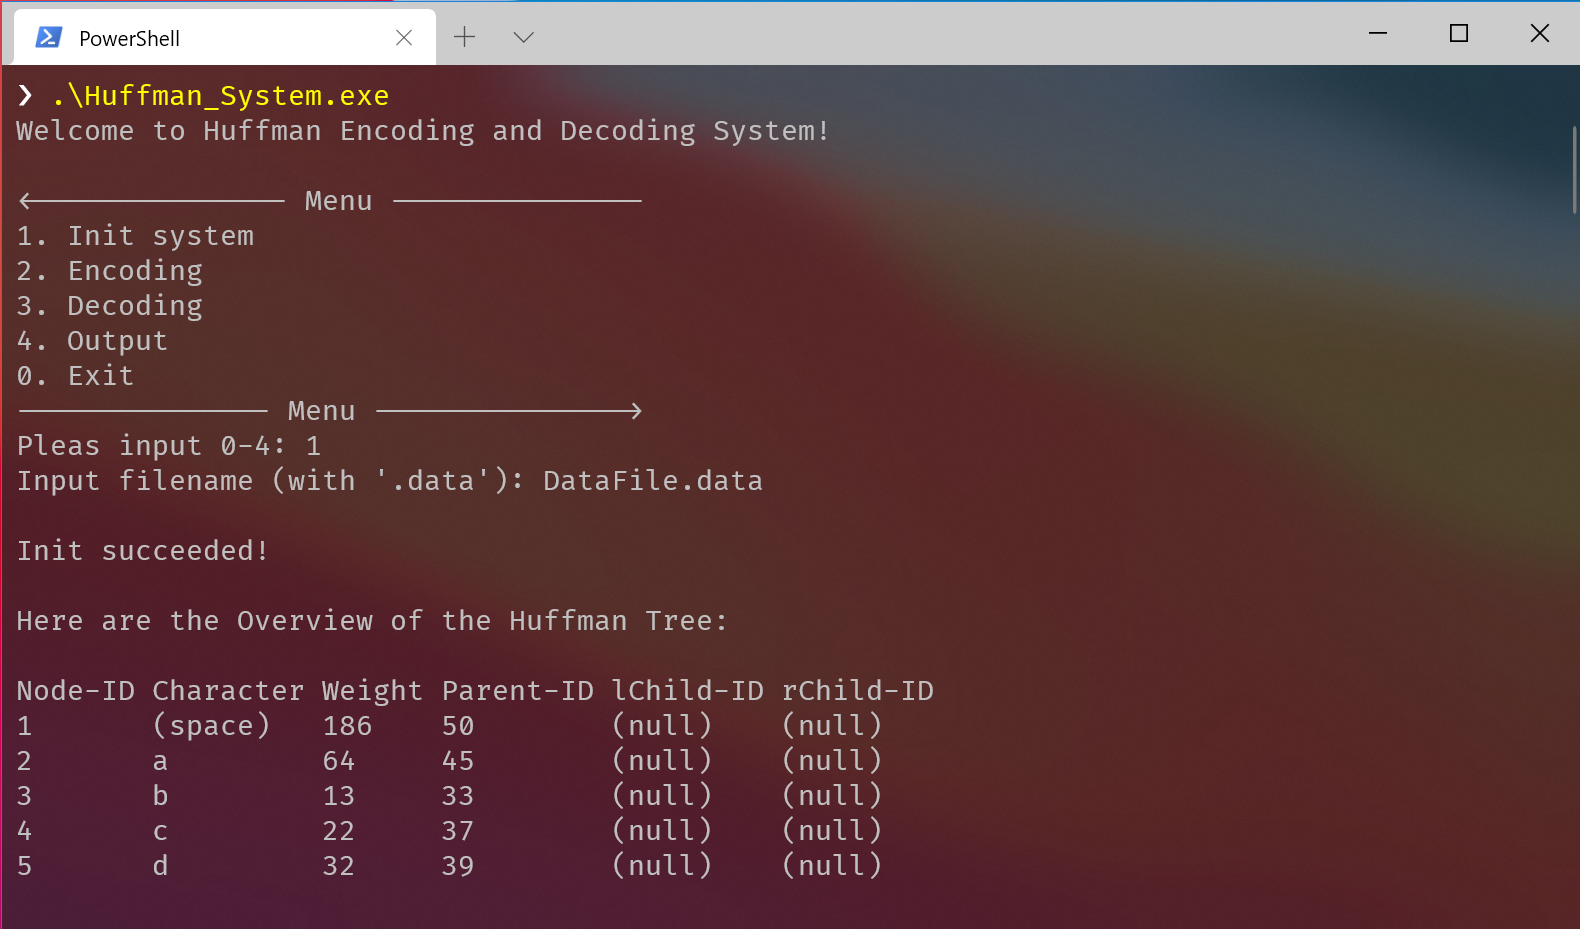 PowerShell
❯ .\Huffman_System.exe
Welcome to Huffman Encoding and Decoding System!
<--------------- Menu ---------------
1. Init system
2. Encoding
3. Decoding
4. Output
0. Exit
--------------- Menu --------------->
Pleas input 0-4: 1
Input filename (with '.data'): DataFile.data
Init succeeded!
Here are the Overview of the Huffman Tree:
Node-ID Character Weight Parent-ID lChild-ID rChild-ID
1 (space) 186 50 (null) (null)
2 a 64 45 (null) (null)
3 b 13 33 (null) (null)
4 c 22 37 (null) (null)
5 d 32 39 (null) (null)